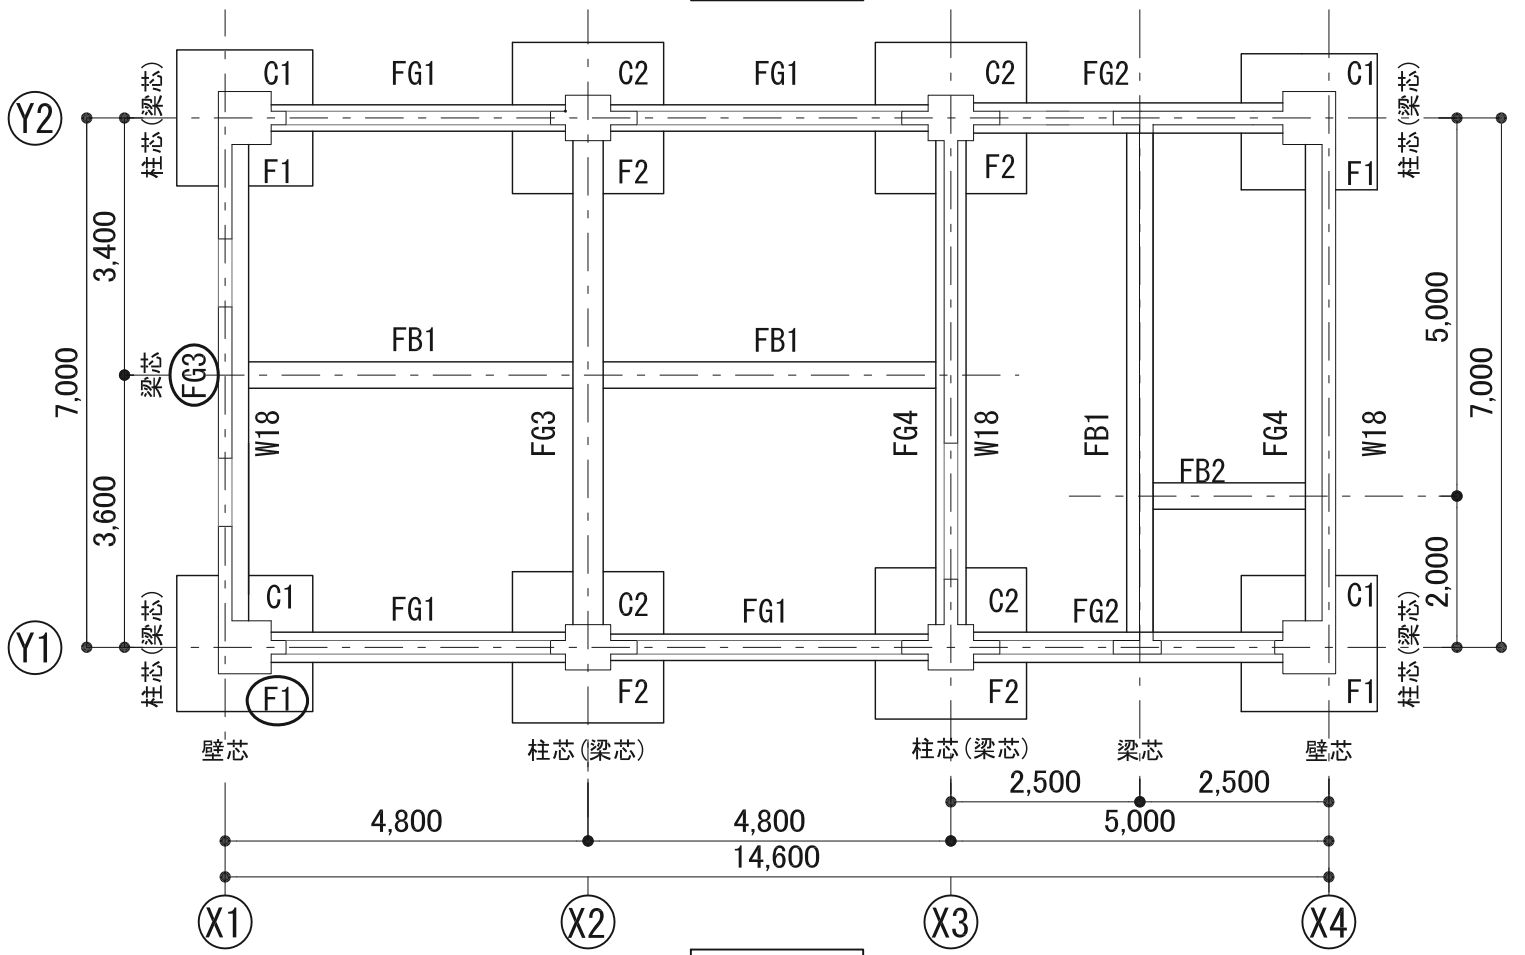 C1
FG1
C2
FG1
C2
FG2
C1
Y2
柱芯(梁芯)
F1
F2
F2
F1
柱芯(梁芯)
3,400
7,000
3,600
梁芯
FG3
FB1
FB1
W18
FG3
FG4
W18
FB1
FG4
FB2
W18
5,000
7,000
2,000
C1
FG1
C2
FG1
C2
FG2
C1
Y1
柱芯(梁芯)
F1
F2
F2
F1
柱芯(梁芯)
壁芯
柱芯(梁芯)
柱芯(梁芯)
梁芯
壁芯
2,500
2,500
4,800
4,800
5,000
14,600
X1
X2
X3
X4